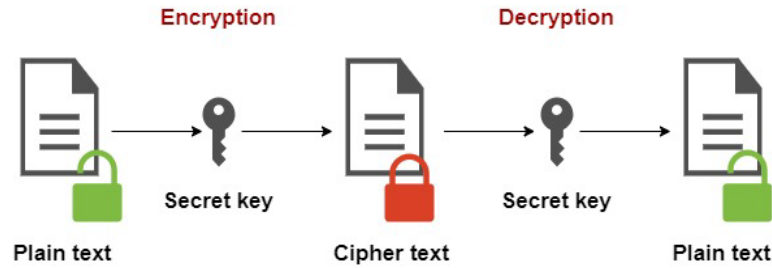 Encryption
Decryption
Secret key
Secret key
Plain text
Cipher text
Plain text